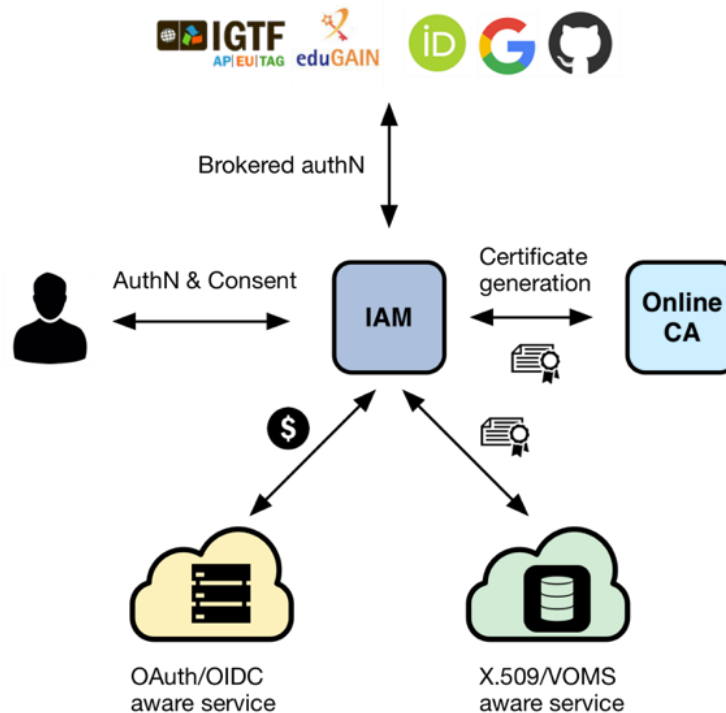 IGTF
AP|EU|TAG
eduGAIN
iD
G
Brokered authN
AuthN & Consent
IAM
Certificate
generation
Online
CA
$
OAuth/OIDC
aware service
X.509/VOMS
aware service